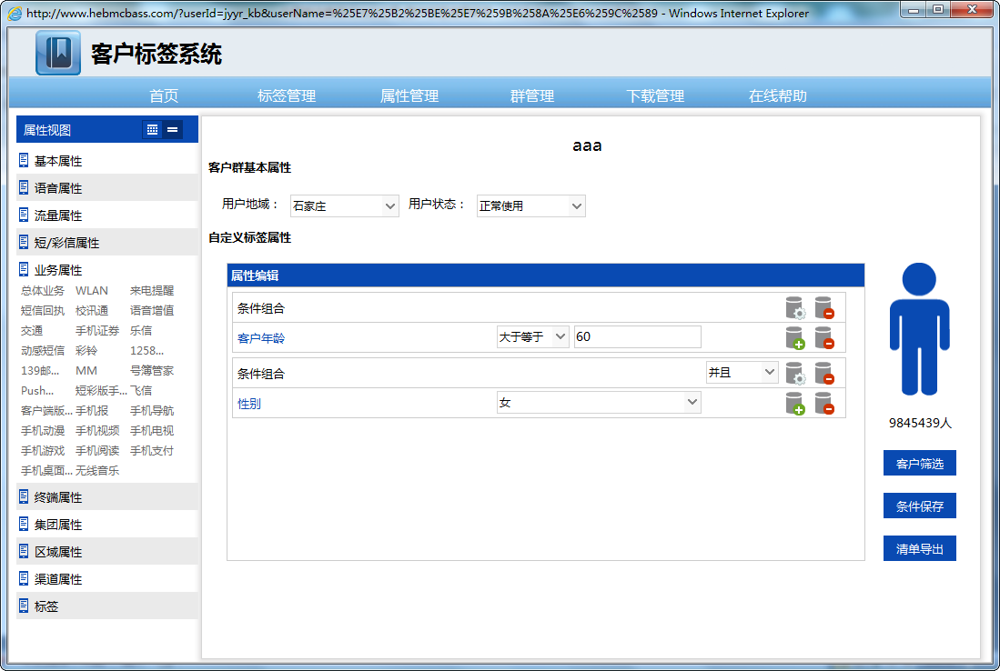 http://www.hebmcbass.com/?userId=jyyr_kb&userName=%25E7%25B2%25BE%25E7%259B%258A%25E6%259C%2589 - Windows Internet Explorer
客户标签系统
首页 标签管理 属性管理 群管理 下载管理 在线帮助
属性视图
基本属性
语音属性
流量属性
短/彩信属性
业务属性
总体业务 WLAN 来电提醒
短信回执 校讯通 语音增值
交通 手机证券 乐信
动感短信 彩铃 1258...
139邮... MM 号簿管家
Push... 短彩版手... 飞信
客户端版... 手机报 手机导航
手机动漫 手机视频 手机电视
手机游戏 手机阅读 手机支付
手机桌面... 无线音乐
终端属性
集团属性
区域属性
渠道属性
标签
aaa
客户群基本属性
用户地域： 石家庄 用户状态： 正常使用
自定义标签属性
属性编辑
条件组合
客户年龄 大于等于 60
条件组合 并且
性别 女
9845439人
客户筛选
条件保存
清单导出